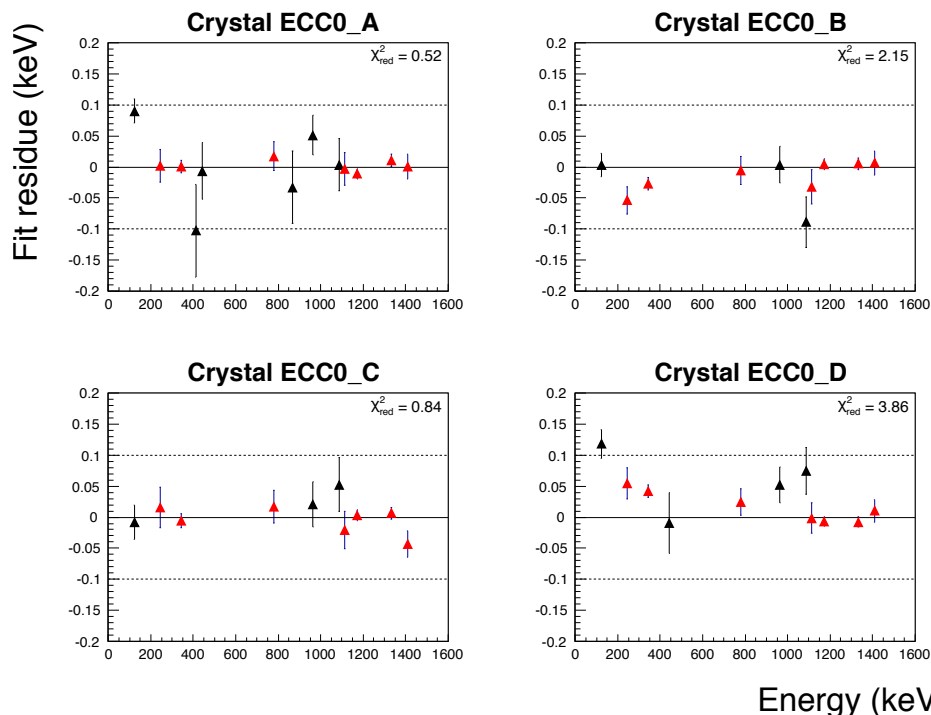 Fit residue (keV)
Crystal ECC0_A
χ²red = 0.52
0.2
0.15
0.1
0.05
0
-0.05
-0.1
-0.15
-0.2
0 200 400 600 800 1000 1200 1400 1600
Crystal ECC0_B
χ²red = 2.15
0.2
0.15
0.1
0.05
0
-0.05
-0.1
-0.15
-0.2
0 200 400 600 800 1000 1200 1400 1600
Crystal ECC0_C
χ²red = 0.84
0.2
0.15
0.1
0.05
0
-0.05
-0.1
-0.15
-0.2
0 200 400 600 800 1000 1200 1400 1600
Crystal ECC0_D
χ²red = 3.86
0.2
0.15
0.1
0.05
0
-0.05
-0.1
-0.15
-0.2
0 200 400 600 800 1000 1200 1400 1600
Energy (keV